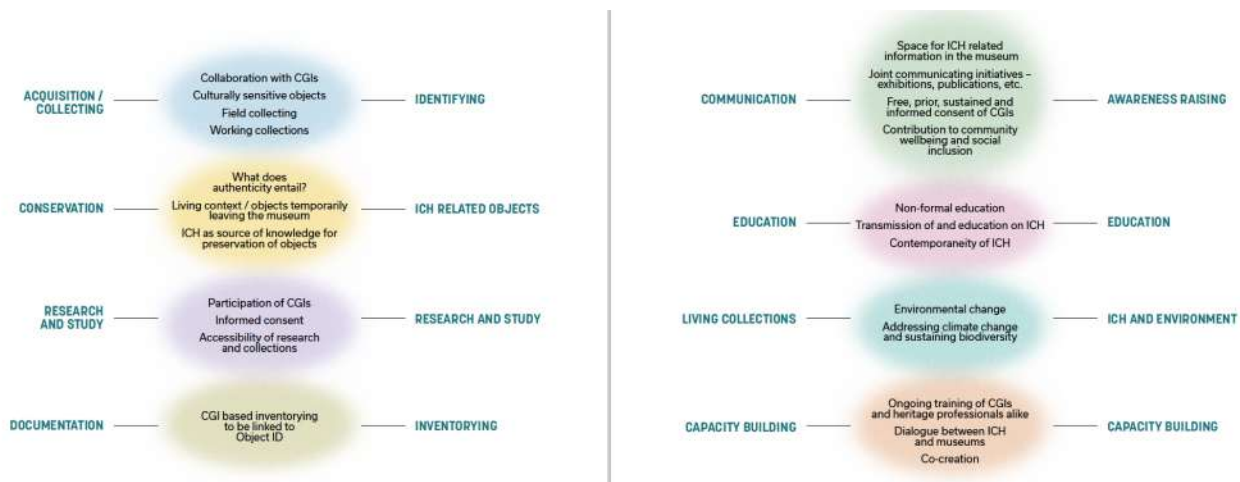 ACQUISITION /
COLLECTING
Collaboration with CGIs
Culturally sensitive objects
Field collecting
Working collections
IDENTIFYING
CONSERVATION
What does
authenticity entail?
Living context / objects temporarily
leaving the museum
ICH as source of knowledge for
preservation of objects
ICH RELATED OBJECTS
RESEARCH
AND STUDY
Participation of CGIs
Informed consent
Accessibility of research
and collections
RESEARCH AND STUDY
DOCUMENTATION
CGI based inventorying
to be linked to
Object ID
INVENTORYING
COMMUNICATION
Space for ICH related
information in the museum
Joint communicating initiatives –
exhibitions, publications, etc.
Free, prior, sustained and
informed consent of CGIs
Contribution to community
wellbeing and social
inclusion
AWARENESS RAISING
EDUCATION
Non-formal education
Transmission of and education on ICH
Contemporaneity of ICH
EDUCATION
LIVING COLLECTIONS
Environmental change
Addressing climate change
and sustaining biodiversity
ICH AND ENVIRONMENT
CAPACITY BUILDING
Ongoing training of CGIs
and heritage professionals alike
Dialogue between ICH
and museums
Co-creation
CAPACITY BUILDING